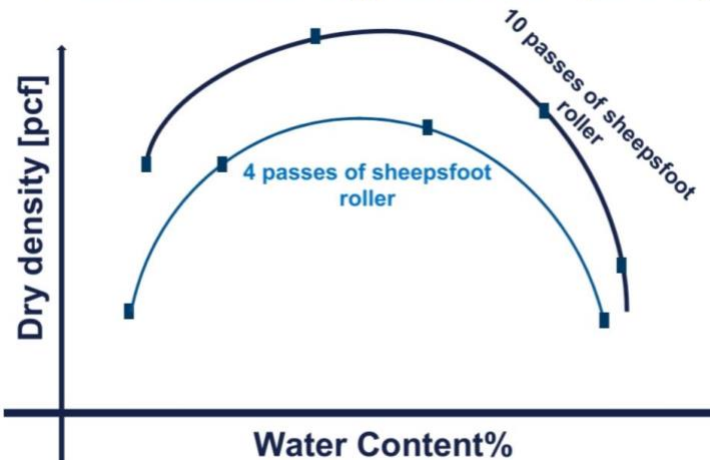 Dry density [pcf]
10 passes of sheepsfoot
roller
4 passes of sheepsfoot
roller
Water Content%